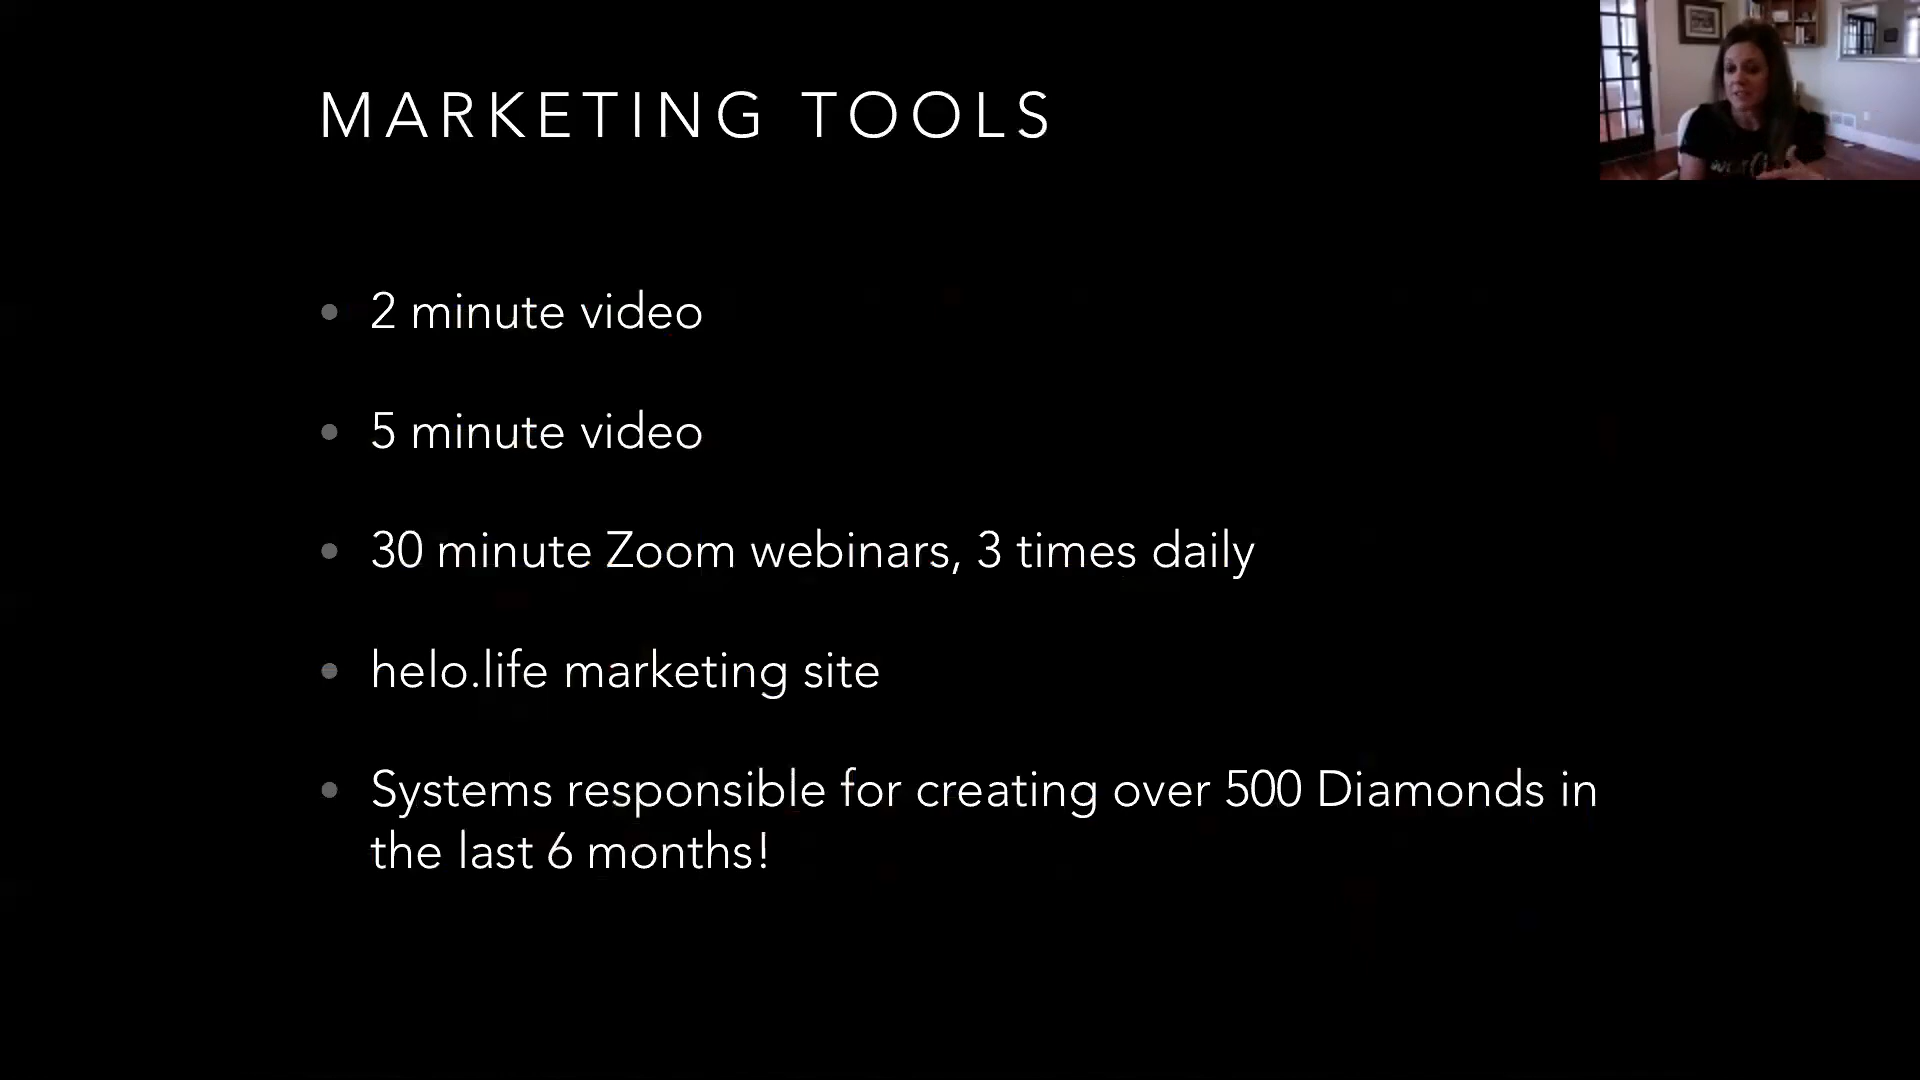 MARKETING TOOLS
• 2 minute video
• 5 minute video
• 30 minute Zoom webinars, 3 times daily
• helo.life marketing site
• Systems responsible for creating over 500 Diamonds in
the last 6 months!